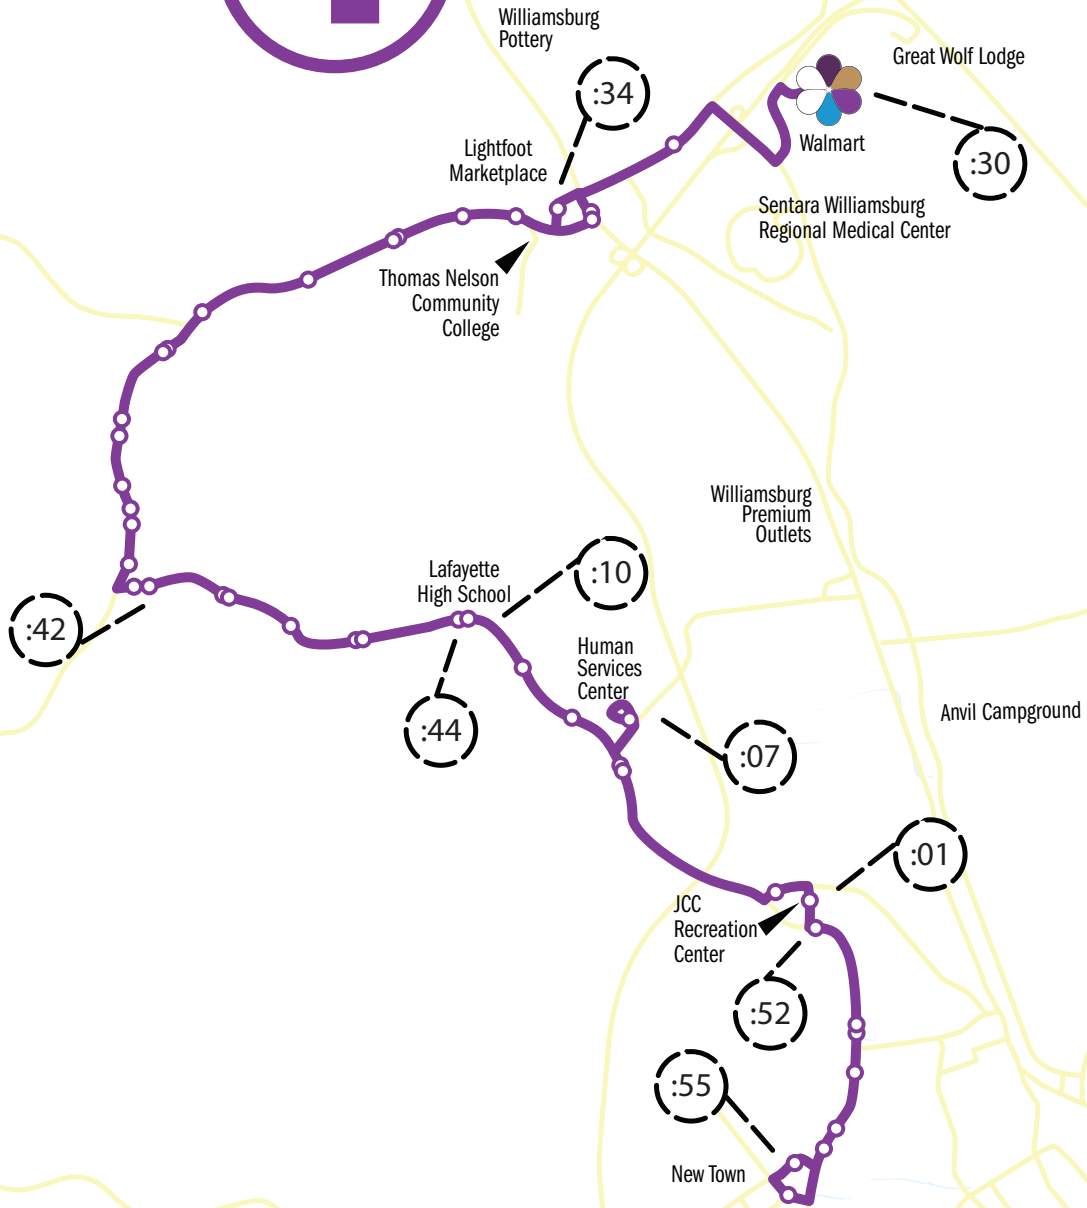 Williamsburg
Pottery
Great Wolf Lodge
:34
Lightfoot
Marketplace
Walmart
:30
Sentara Williamsburg
Regional Medical Center
Thomas Nelson
Community
College
Williamsburg
Premium
Outlets
Lafayette
High School
:10
:42
Human
Services
Center
:44
:07
Anvil Campground
:01
JCC
Recreation
Center
:52
:55
New Town